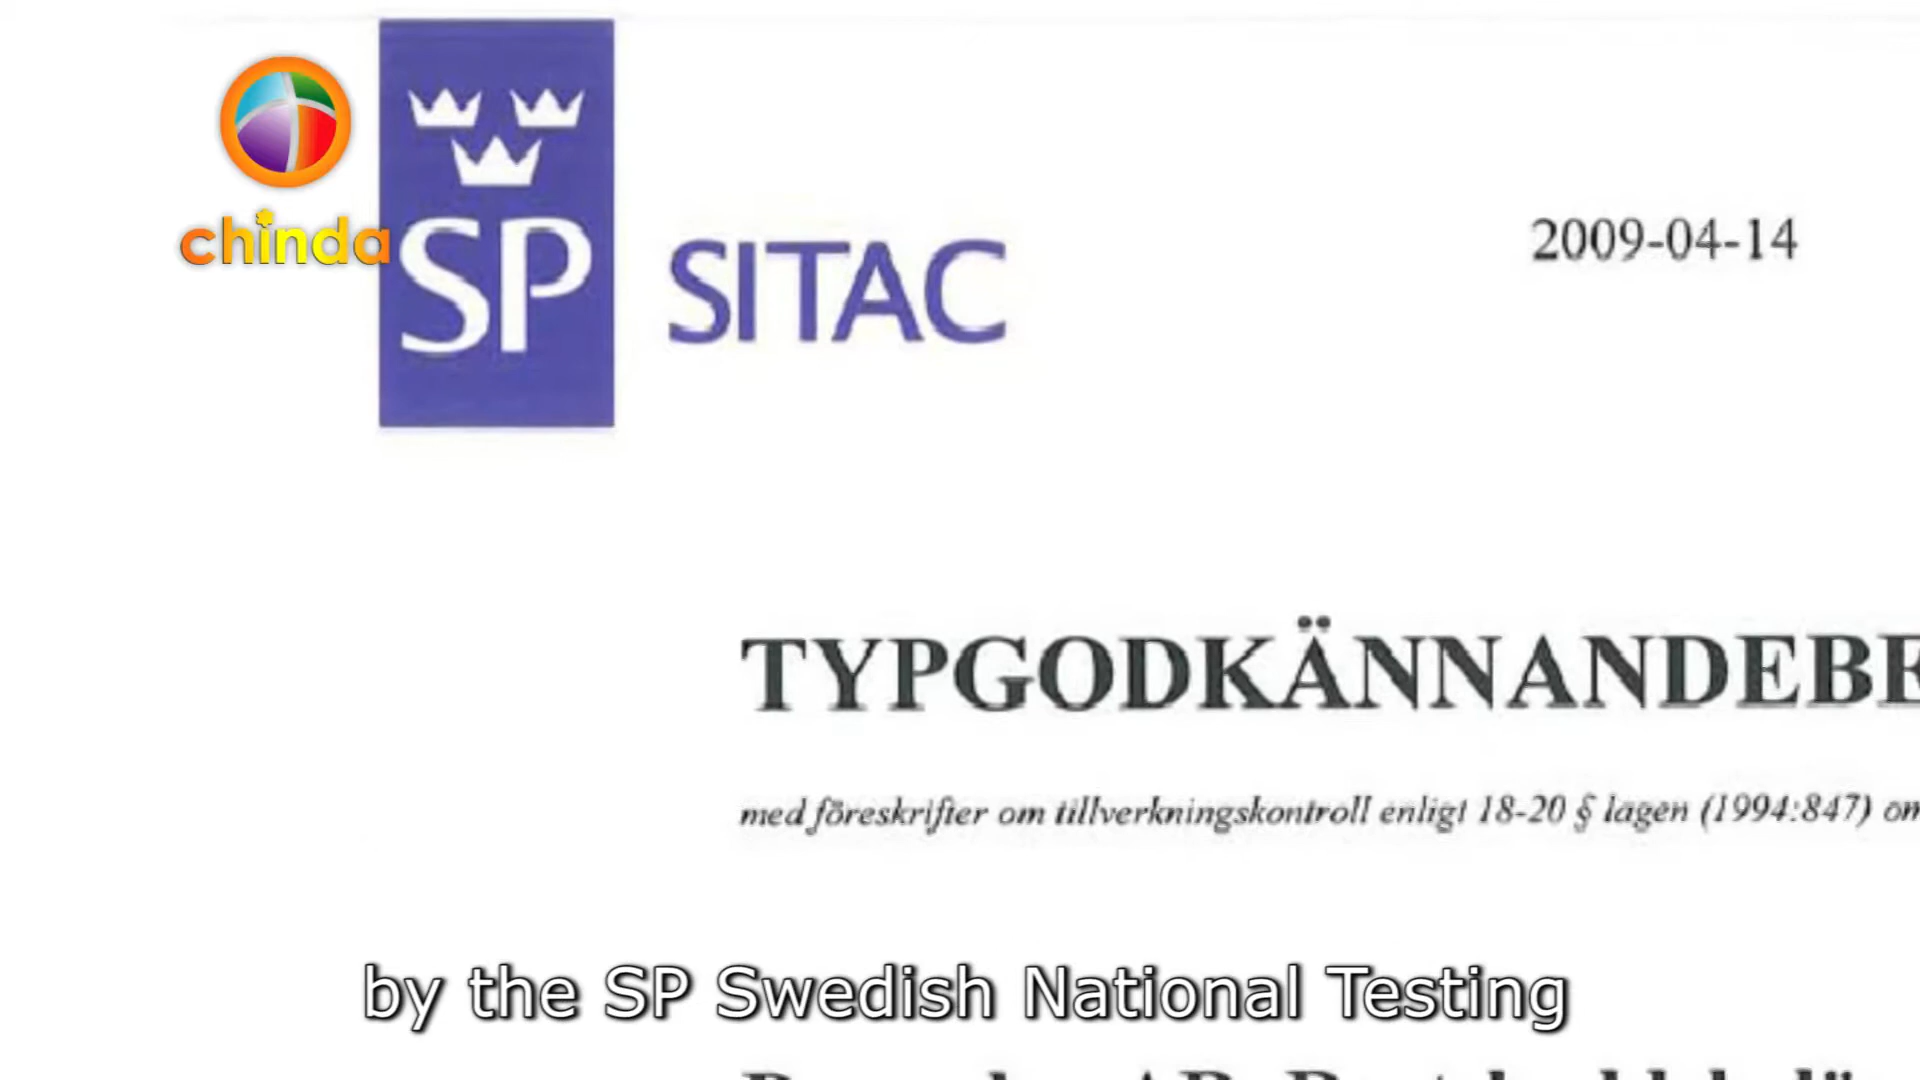 chinda
SP
SITAC
2009-04-14
TYPGODKÄNNANDEBE
med föreskrifter om tillverkningskontroll enligt 18-20 § lagen (1994:847) om
by the SP Swedish National Testing